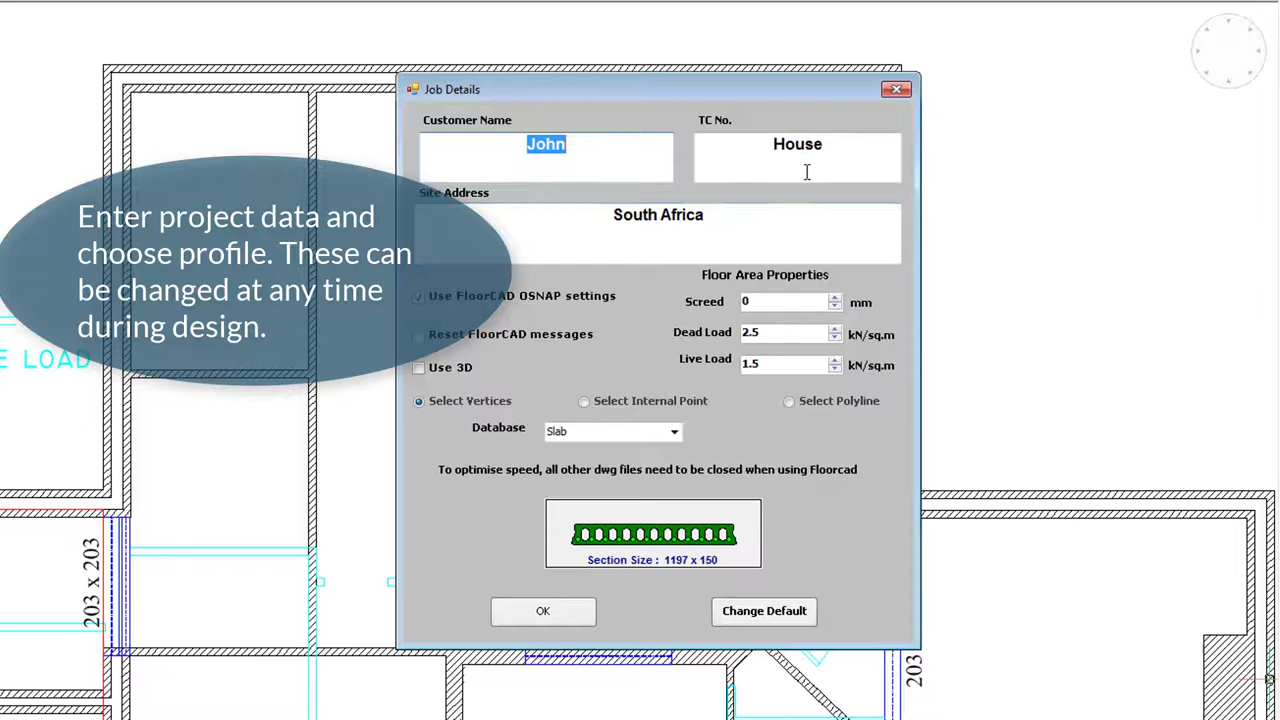 Job Details
Customer Name
TC No.
John
House
Site Address
South Africa
Enter project data and
choose profile. These can
be changed at any time
during design.
Floor Area Properties
Use FloorCAD OSNAP settings
Screed 0 mm
Reset FloorCAD messages
Dead Load 2.5 kN/sq.m
Use 3D
Live Load 1.5 kN/sq.m
Select Vertices
Select Internal Point
Select Polyline
Database Slab
To optimise speed, all other dwg files need to be closed when using Floorcad
Section Size : 1197 x 150
OK
Change Default
E LOAD
203 x 203
203